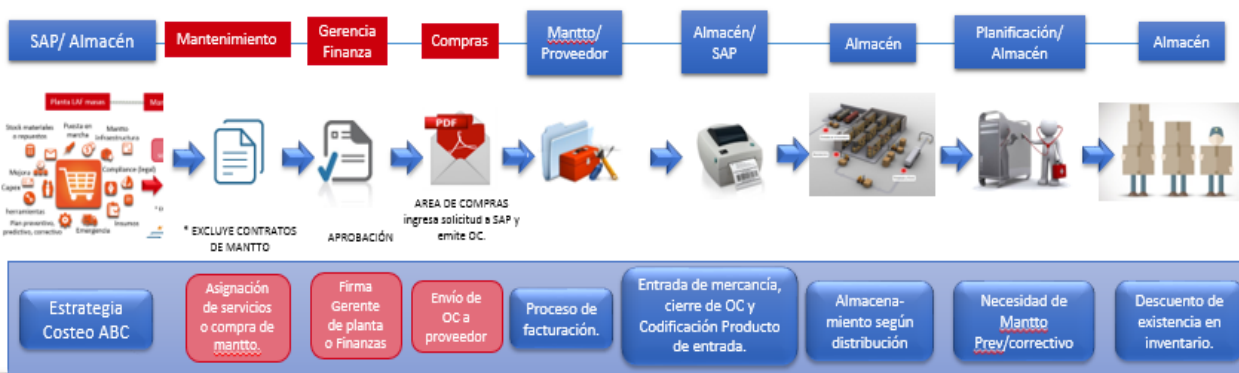 SAP/ Almacén
Mantenimiento
Gerencia
Finanza
Compras
Mantto/
Proveedor
Almacén/
SAP
Almacén
Planificación/
Almacén
Almacén
Planta LAF mases
Man
Stock materiales
o repuestos
Puesta en
marcha
Mantto
Infraestructura
Mejora
Compliance (legal)
Capex
herramientas
Plan preventivo,
predictivo, correctivo
Emergencia
Insumos
* EXCLUYE CONTRATOS
DE MANTTO
APROBACIÓN
PDF
AREA DE COMPRAS
ingresa solicitud a SAP y
emite OC.
Estrategia
Costeo ABC
Asignación
de servicios
o compra de
mantto.
Firma
Gerente
de planta
o Finanzas
Envío de
OC a
proveedor
Proceso de
facturación.
Entrada de mercancía,
cierre de OC y
Codificación Producto
de entrada.
Almacena-
miento según
distribución
Necesidad de
Mantto
Prev/correctivo
Descuento de
existencia en
inventario.